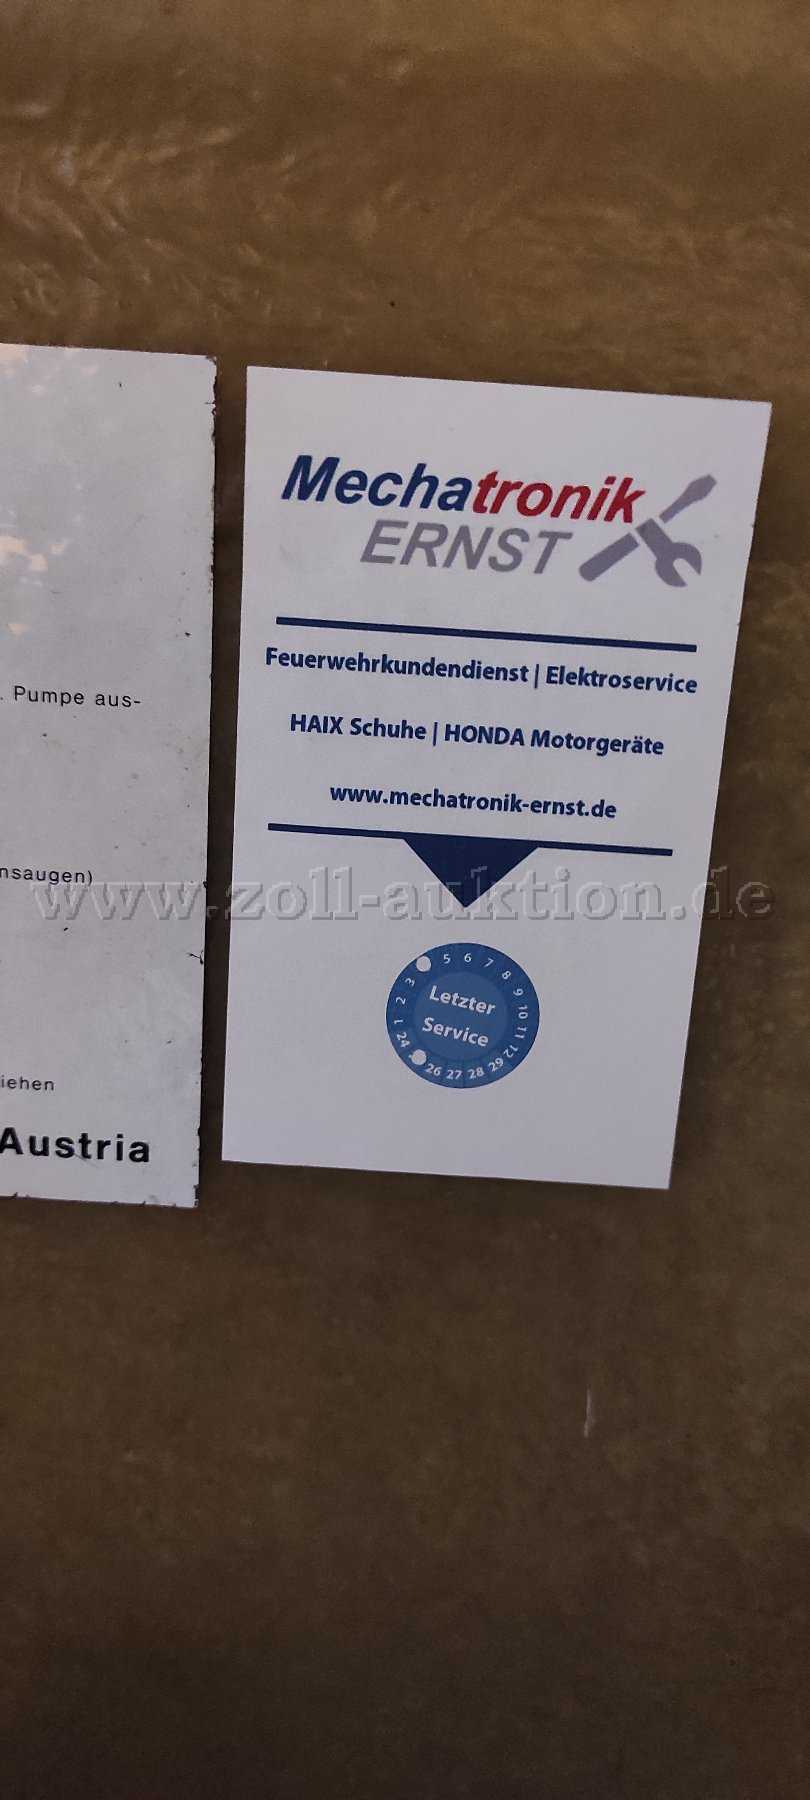 . Pumpe aus-
nsaugen)
iehen
Austria
Mechatronik
ERNST
Feuerwehrkundendienst | Elektroservice
HAIX Schuhe | HONDA Motorgeräte
www.mechatronik-ernst.de
www.zoll-auktion.de
1 2 3 5 6 7 8 9 10 11 12
Letzter
Service
24 26 27 28 29